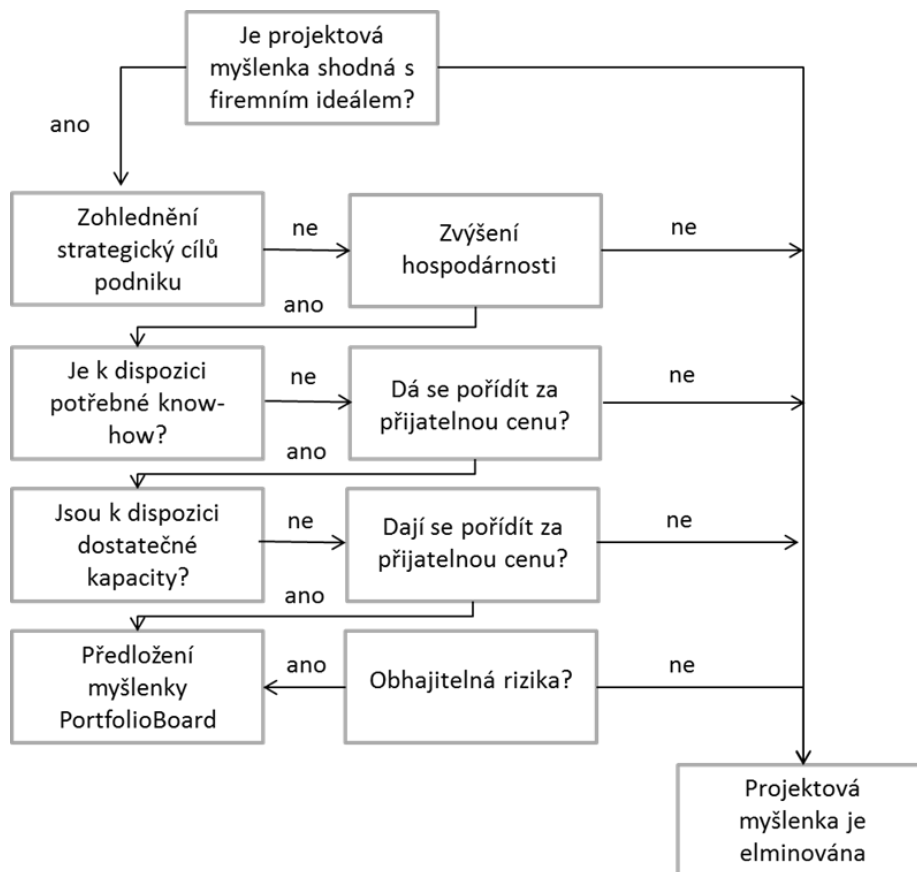 Je projektová
myšlenka shodná s
firemním ideálem?
ano
Zohlednění
strategický cílů
podniku
ne
Zvýšení
hospodárnosti
ne
ano
Je k dispozici
potřebné know-
how?
ne
Dá se pořídít za
přijatelnou cenu?
ne
ano
Jsou k dispozici
dostatečné
kapacity?
ne
Dají se pořídít za
přijatelnou cenu?
ne
ano
Předložení
myšlenky
PortfolioBoard
ano
Obhajitelná rizika?
ne
Projektová
myšlenka je
elminována